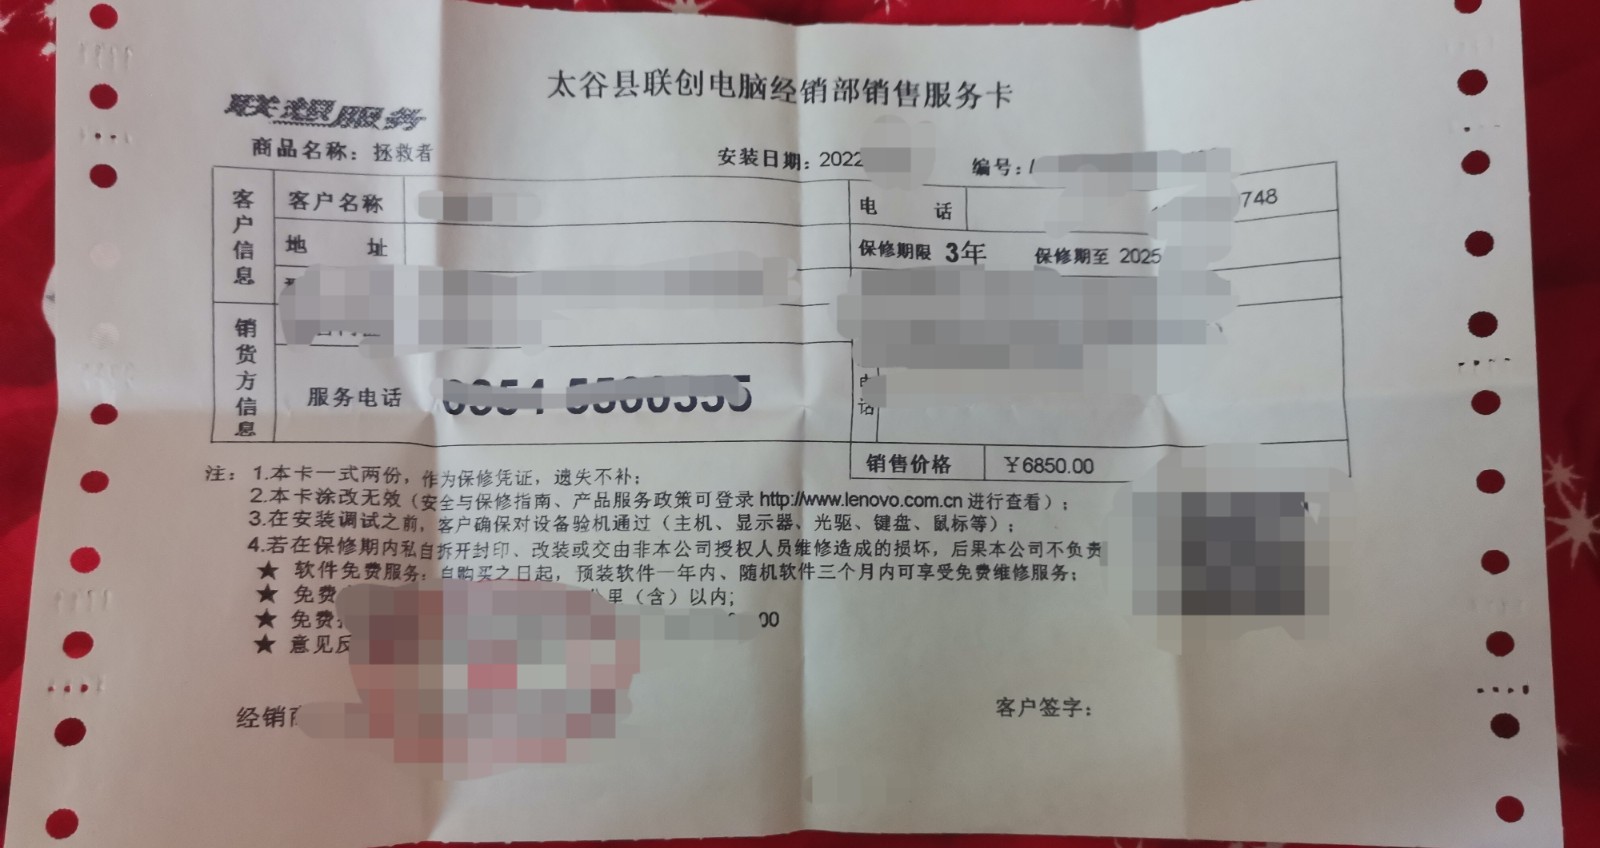 太谷县联创电脑经销部销售服务卡
联想服务
商品名称：拯救者 安装日期：2022 编号：
客户信息 客户名称 电 话 748
地 址 保修期限 3年 保修期至 2025
销货方信息
服务电话 电话
销售价格 ￥6850.00
注：1.本卡一式两份，作为保修凭证，遗失不补；
2.本卡涂改无效（安全与保修指南、产品服务政策可登录 http://www.lenovo.com.cn 进行查看）；
3.在安装调试之前，客户确保对设备验机通过（主机、显示器、光驱、键盘、鼠标等）；
4.若在保修期内私自拆开封印、改装或交由非本公司授权人员维修造成的损坏，后果本公司不负责
★ 软件免费服务：自购买之日起，预装软件一年内、随机软件三个月内可享受免费维修服务；
★ 免费 公里（含）以内；
★ 免费 00
★ 意见反
经销商 客户签字：